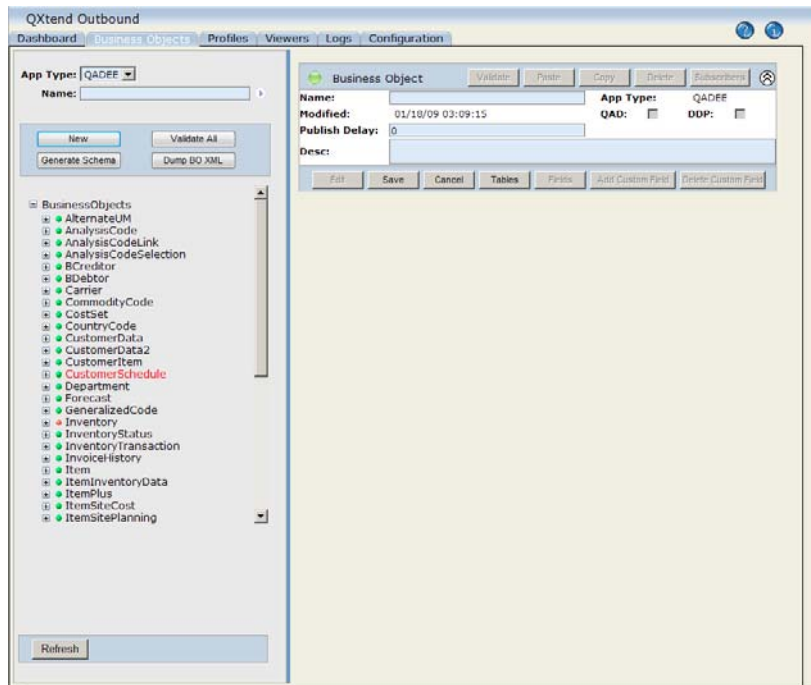 QXtend Outbound
Dashboard Business Objects Profiles Viewers Logs Configuration
App Type: QADEE
Name:
New Validate All
Generate Schema Dump BO XML
BusinessObjects
AlternateUM
AnalysisCode
AnalysisCodeLink
AnalysisCodeSelection
BCreditor
BDebtor
Carrier
CommodityCode
CostSet
CountryCode
CustomerData
CustomerData2
CustomerItem
CustomerSchedule
Department
Forecast
GeneralizedCode
Inventory
InventoryStatus
InventoryTransaction
InvoiceHistory
Item
ItemInventoryData
ItemPlus
ItemSiteCost
ItemSitePlanning
Refresh
Business Object Validate Paste Copy Delete Subscribers
Name: App Type: QADEE
Modified: 01/18/09 03:09:15 QAD: DDP:
Publish Delay: 0
Desc:
Edit Save Cancel Tables Fields Add Custom Field Delete Custom Field